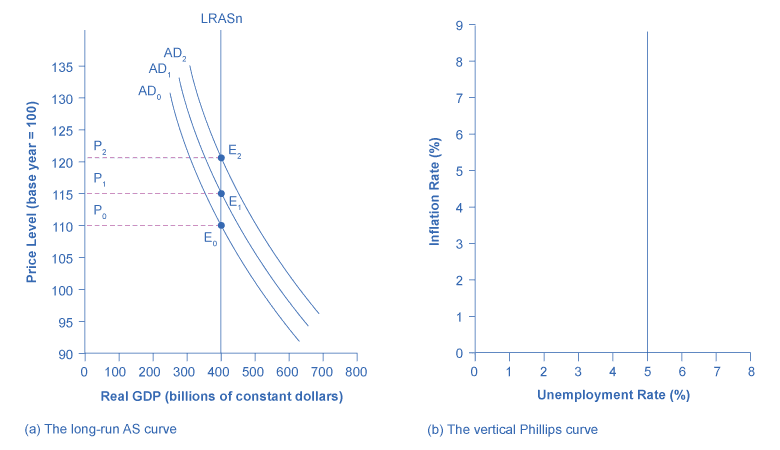 LRASn
AD2
AD1
AD0
135
130
125
120
115
110
105
100
95
90
P2
P1
P0
E2
E1
E0
Price Level (base year = 100)
0 100 200 300 400 500 600 700 800
Real GDP (billions of constant dollars)
(a) The long-run AS curve
9
8
7
6
5
4
3
2
1
0
Inflation Rate (%)
0 1 2 3 4 5 6 7 8
Unemployment Rate (%)
(b) The vertical Phillips curve